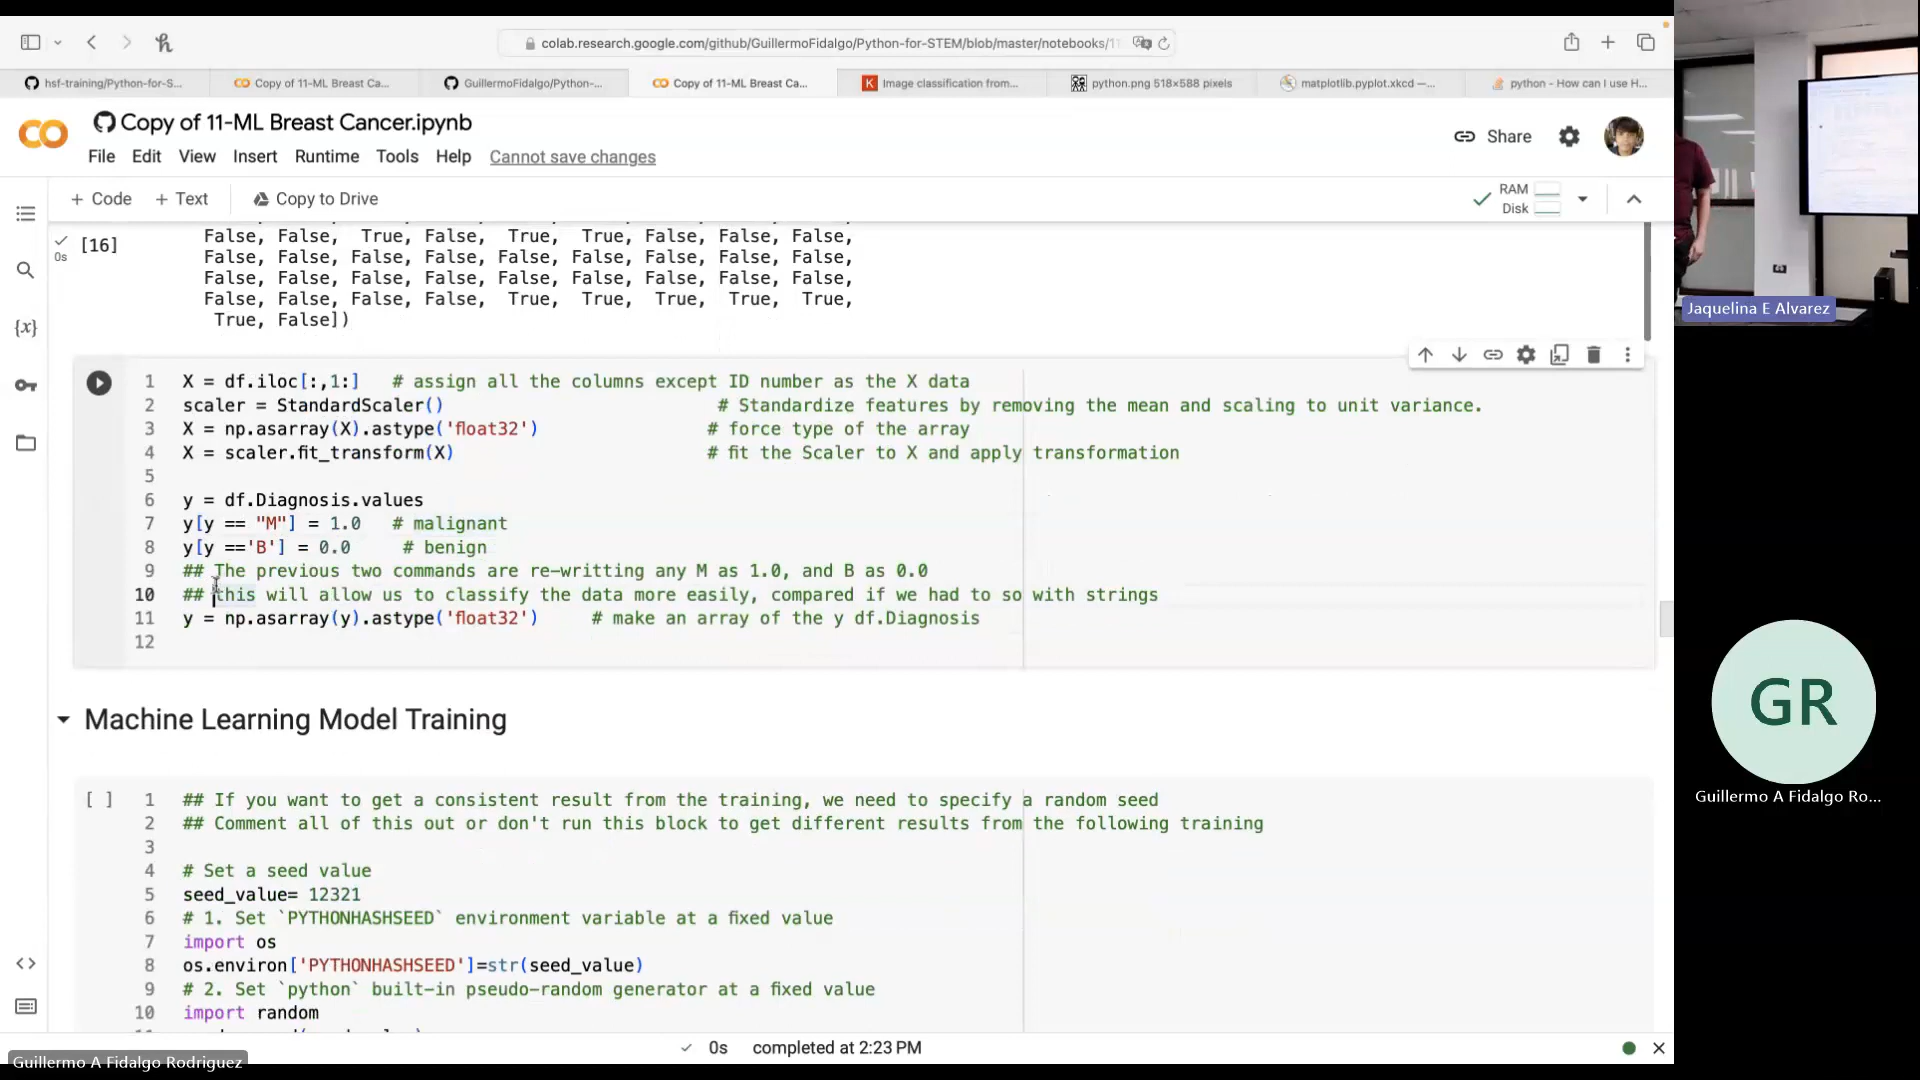 colab.research.google.com/github/GuillermoFidalgo/Python-for-STEM/blob/master/notebooks/1
hsf-training/Python-for-S...
Copy of 11-ML Breast Ca...
GuillermoFidalgo/Python-...
Copy of 11-ML Breast Ca...
Image classification from...
python.png 518×588 pixels
matplotlib.pyplot.xkcd —...
python - How can I use H...
Copy of 11-ML Breast Cancer.ipynb
File Edit View Insert Runtime Tools Help Cannot save changes
Share
+ Code + Text Copy to Drive
RAM
Disk
[16]
0s
False, False, True, False, True, True, False, False, False,
False, False, False, False, False, False, False, False, False,
False, False, False, False, False, False, False, False, False,
False, False, False, False, True, True, True, True, True,
True, False])
1 X = df.iloc[:,1:] # assign all the columns except ID number as the X data
2 scaler = StandardScaler() # Standardize features by removing the mean and scaling to unit variance.
3 X = np.asarray(X).astype('float32') # force type of the array
4 X = scaler.fit_transform(X) # fit the Scaler to X and apply transformation
5
6 y = df.Diagnosis.values
7 y[y == "M"] = 1.0 # malignant
8 y[y =='B'] = 0.0 # benign
9 ## The previous two commands are re-writting any M as 1.0, and B as 0.0
10 ## this will allow us to classify the data more easily, compared if we had to so with strings
11 y = np.asarray(y).astype('float32') # make an array of the y df.Diagnosis
12
Machine Learning Model Training
[ ]
1 ## If you want to get a consistent result from the training, we need to specify a random seed
2 ## Comment all of this out or don't run this block to get different results from the following training
3
4 # Set a seed value
5 seed_value= 12321
6 # 1. Set `PYTHONHASHSEED` environment variable at a fixed value
7 import os
8 os.environ['PYTHONHASHSEED']=str(seed_value)
9 # 2. Set `python` built-in pseudo-random generator at a fixed value
10 import random
0s completed at 2:23 PM
Guillermo A Fidalgo Rodriguez
Jaquelina E Alvarez
GR
Guillermo A Fidalgo Ro...